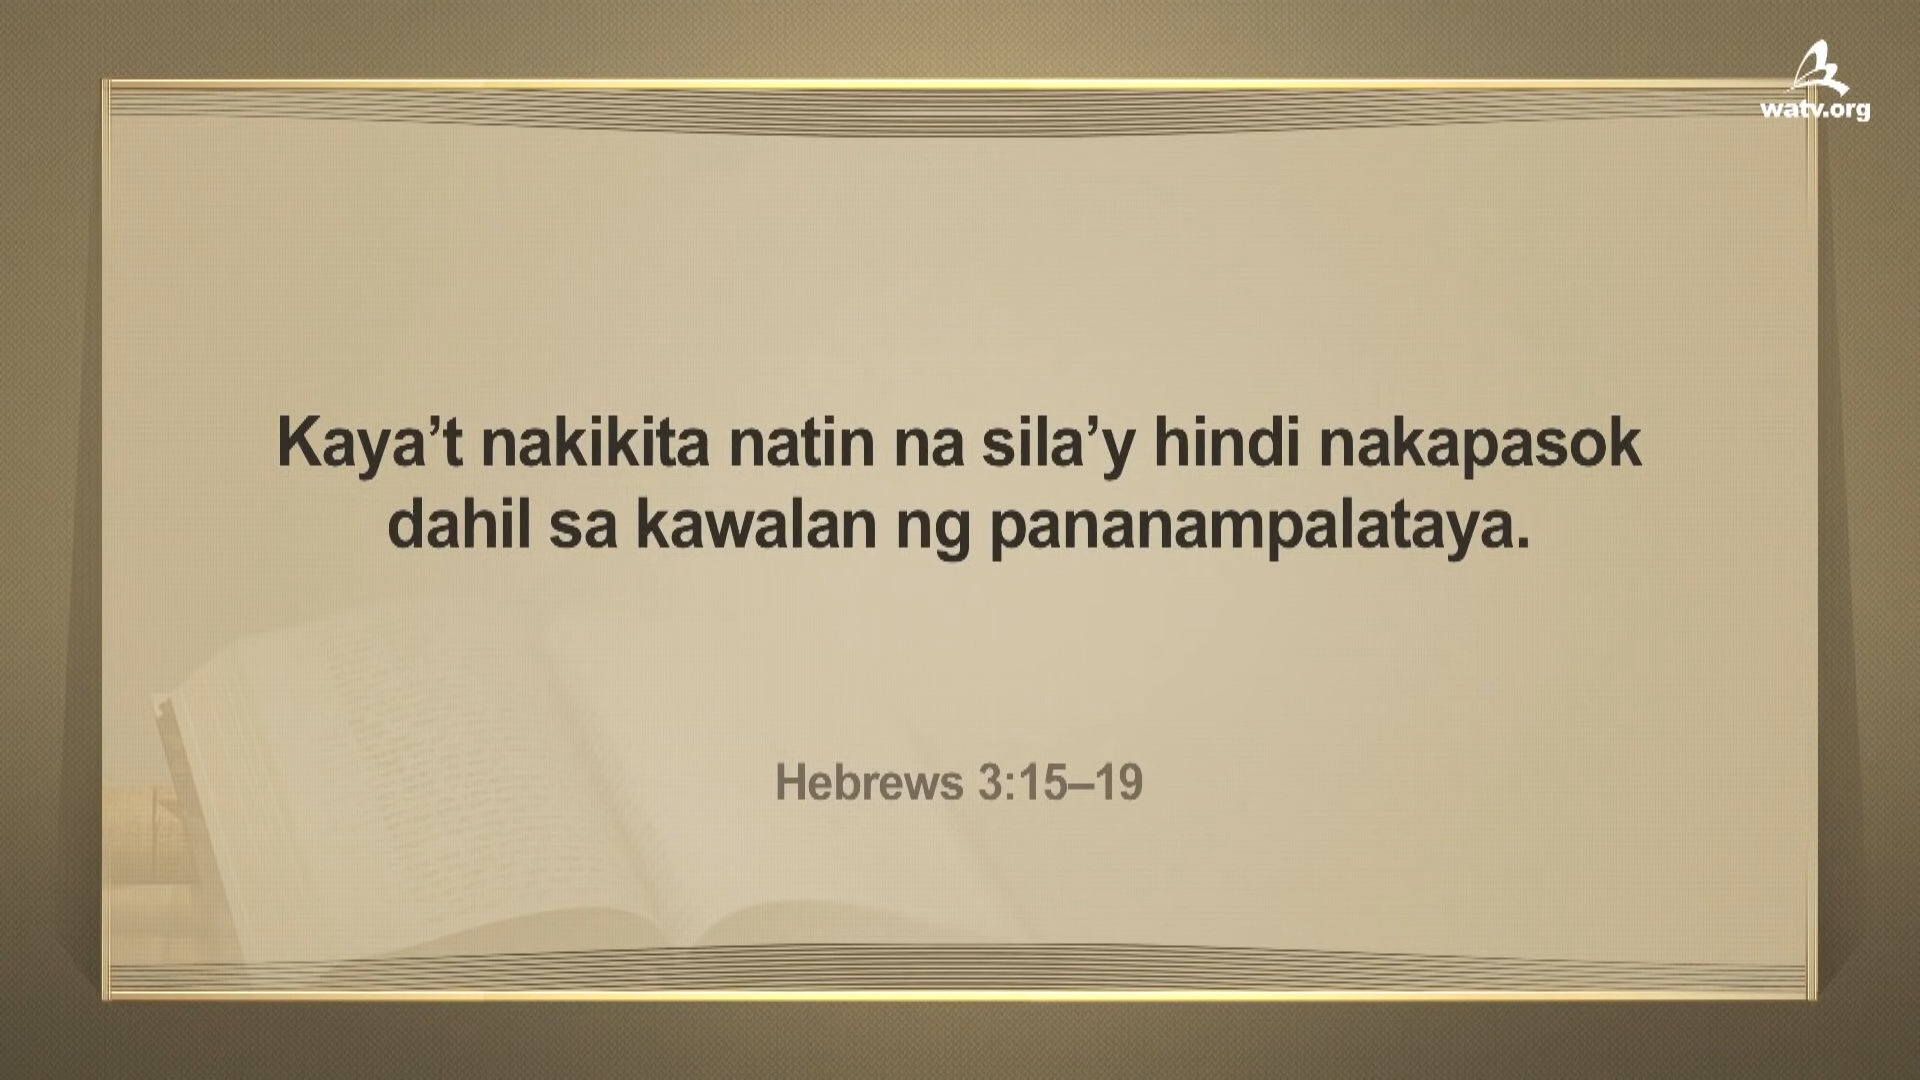 watv.org
Kaya’t nakikita natin na sila’y hindi nakapasok
dahil sa kawalan ng pananampalataya.
Hebrews 3:15–19